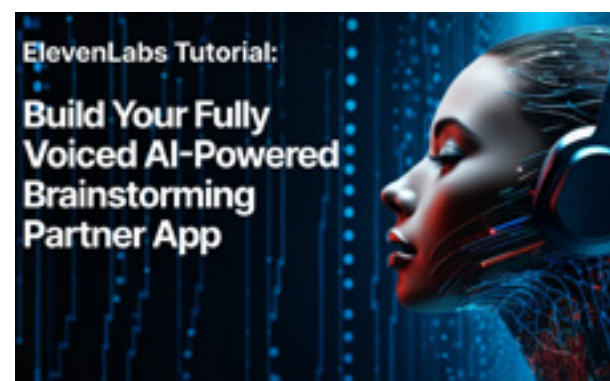 ElevenLabs Tutorial:
Build Your Fully
Voiced AI-Powered
Brainstorming
Partner App